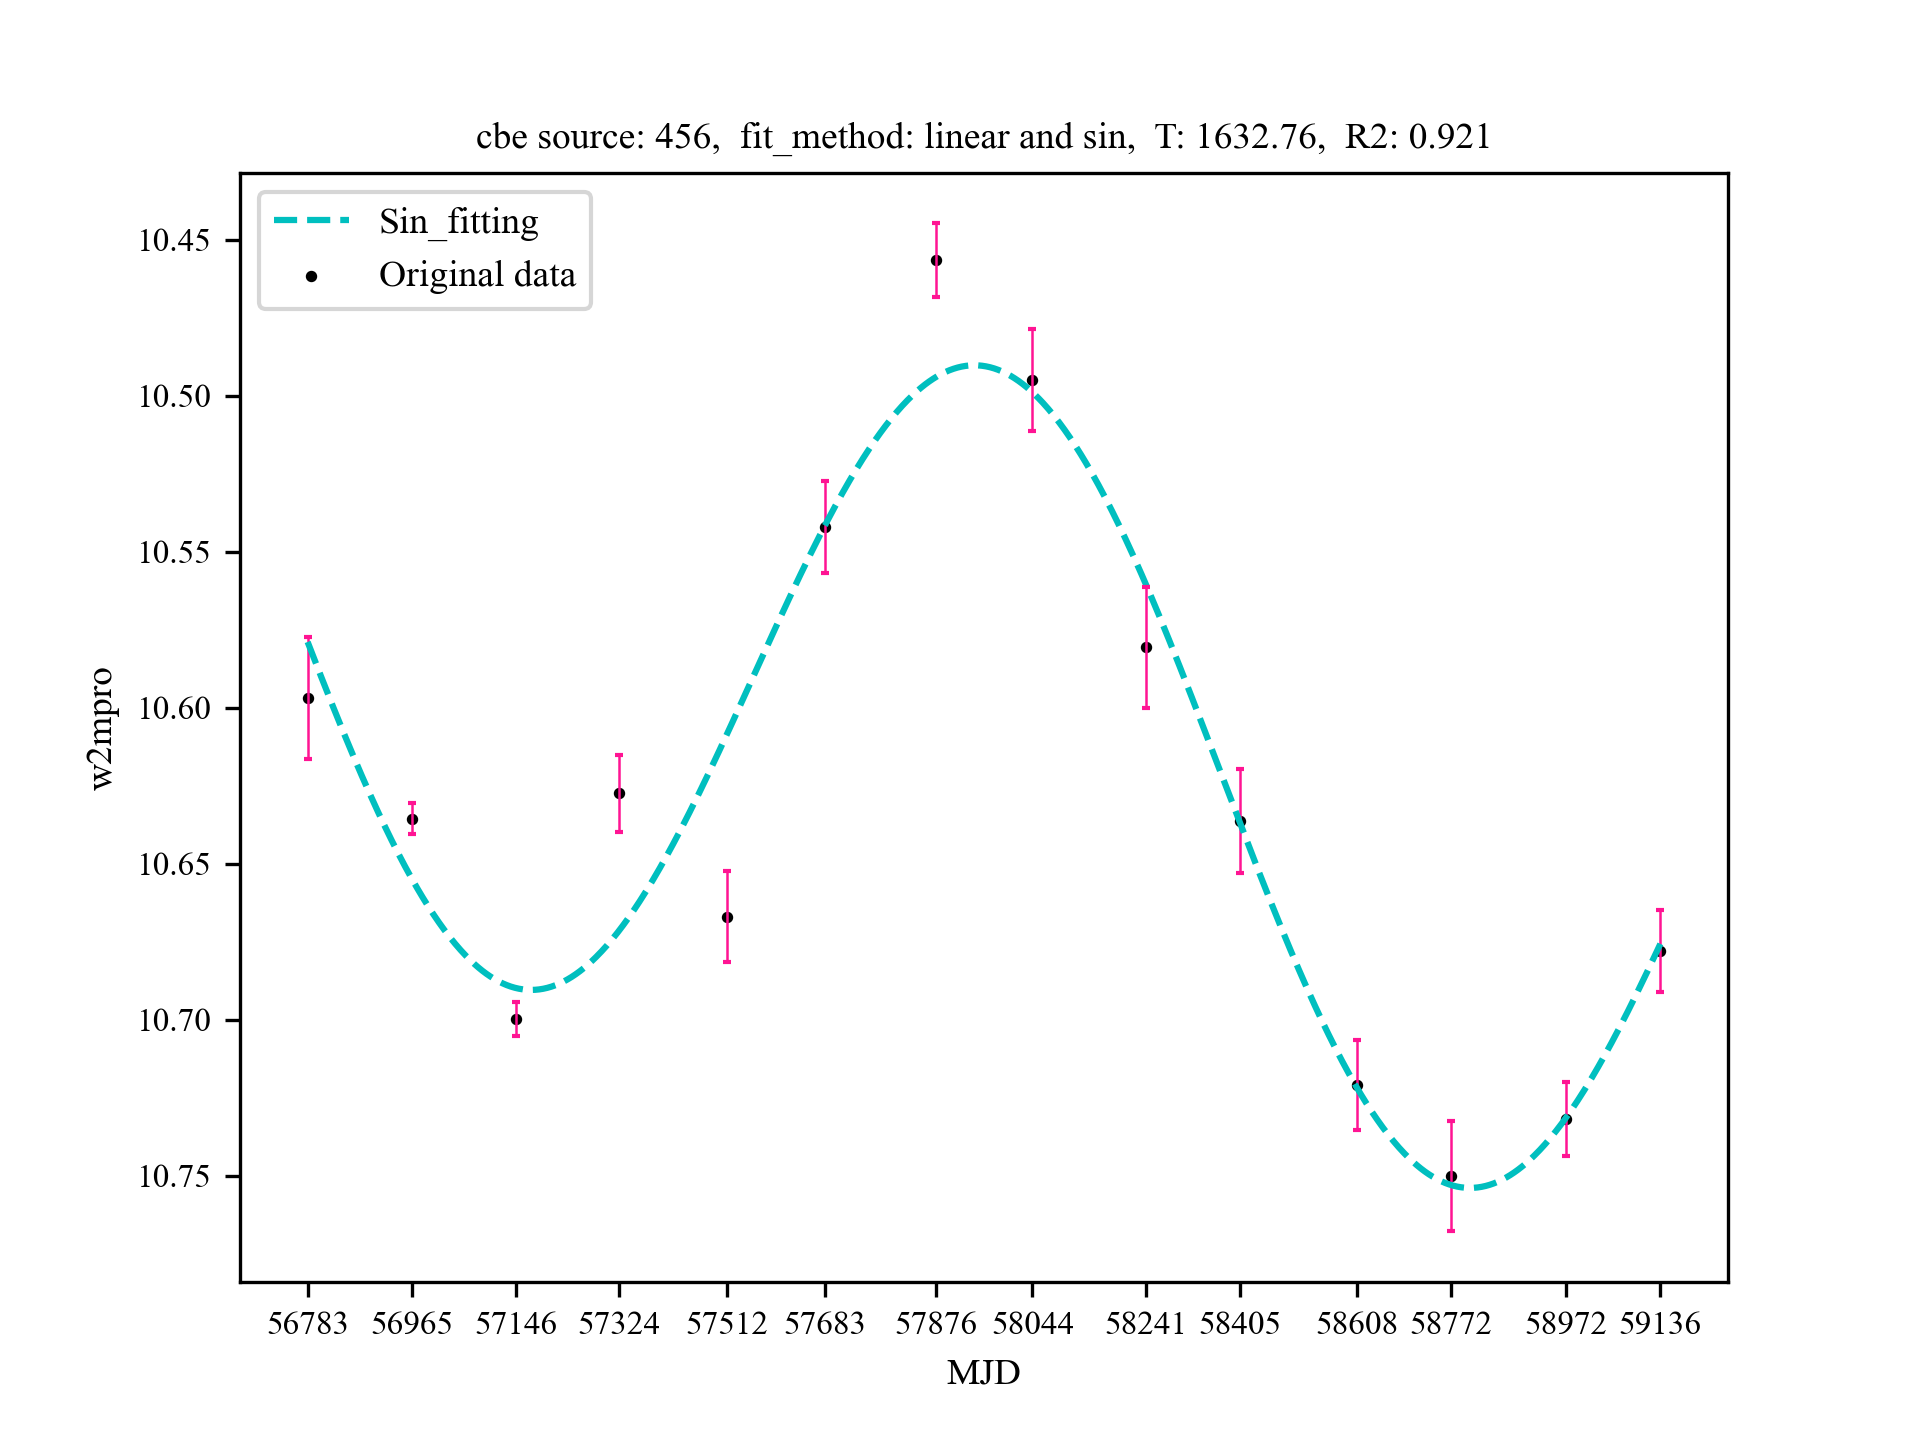 cbe source: 456,  fit_method: linear and sin,  T: 1632.76,  R2: 0.921
Sin_fitting
Original data
10.45
10.50
10.55
10.60
10.65
10.70
10.75
w2mpro
56783 56965 57146 57324 57512 57683 57876 58044 58241 58405 58608 58772 58972 59136
MJD